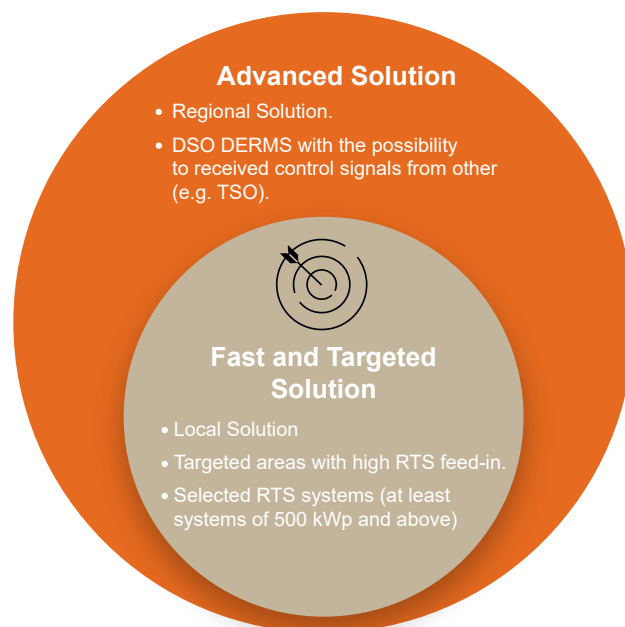 Advanced Solution
• Regional Solution.
• DSO DERMS with the possibility
to received control signals from other
(e.g. TSO).
Fast and Targeted
Solution
• Local Solution
• Targeted areas with high RTS feed-in.
• Selected RTS systems (at least
systems of 500 kWp and above)